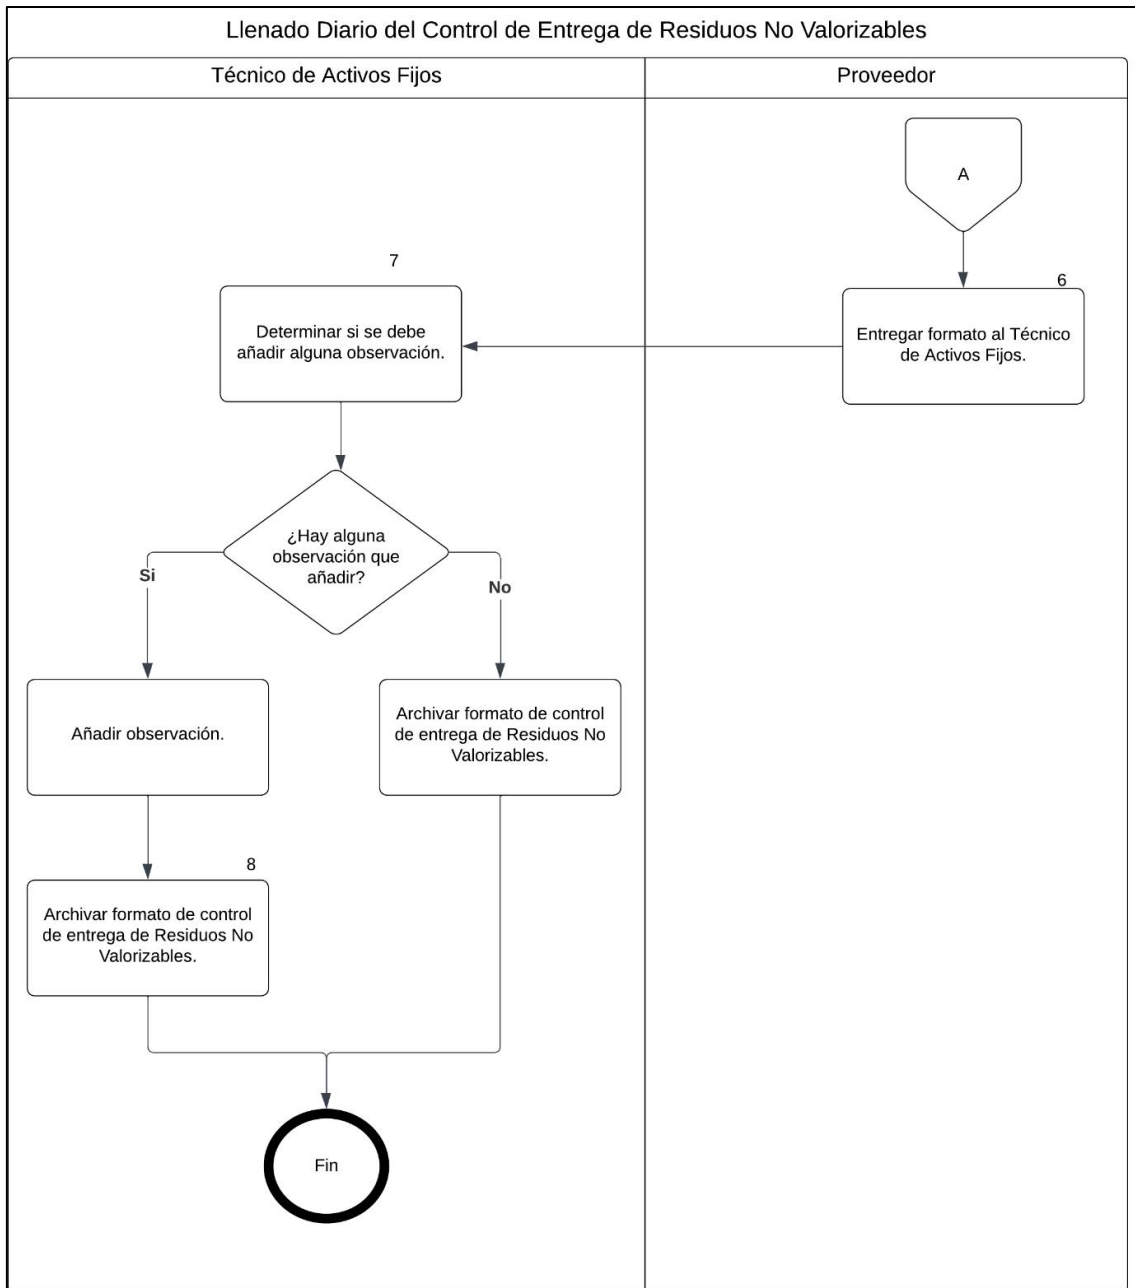 Llenado Diario del Control de Entrega de Residuos No Valorizables
Técnico de Activos Fijos
Proveedor
A
6
Entregar formato al Técnico
de Activos Fijos.
7
Determinar si se debe
añadir alguna observación.
¿Hay alguna
observación que
añadir?
Si
No
Añadir observación.
Archivar formato de control
de entrega de Residuos No
Valorizables.
8
Archivar formato de control
de entrega de Residuos No
Valorizables.
Fin